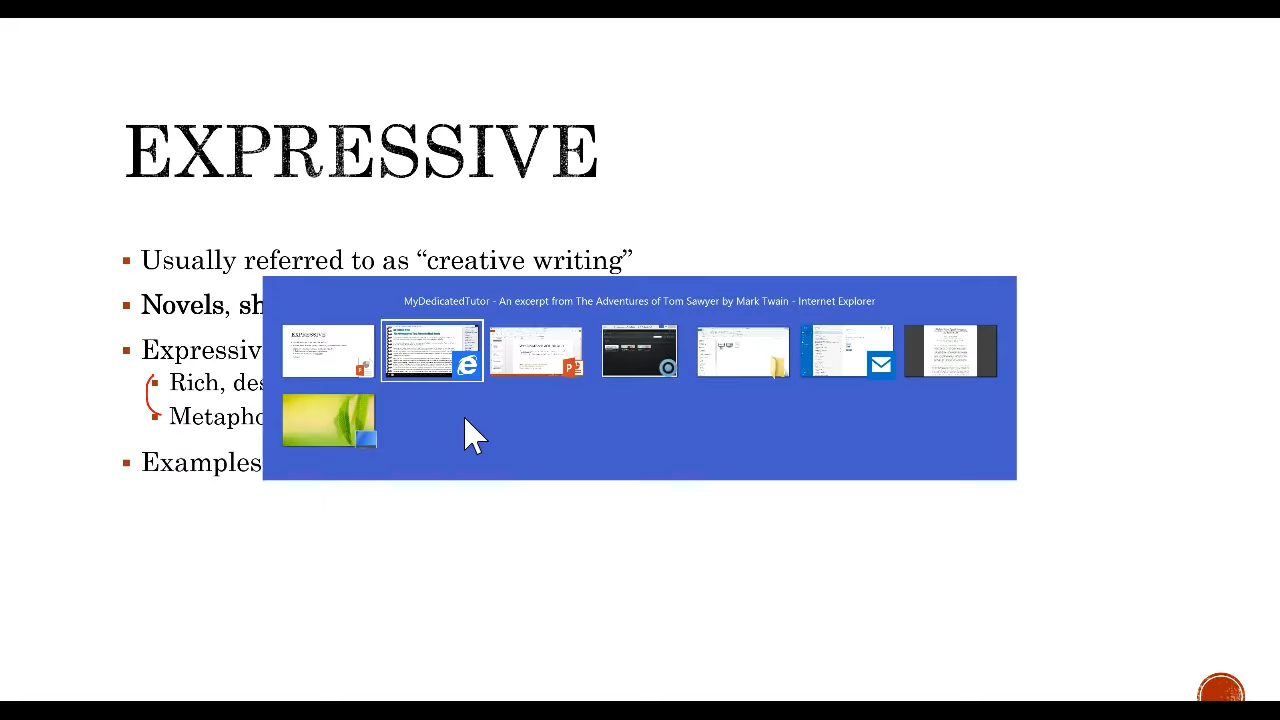 EXPRESSIVE
Usually referred to as “creative writing”
Novels, sh
MyDedicatedTutor - An excerpt from The Adventures of Tom Sawyer by Mark Twain - Internet Explorer
Expressiv
Rich, des
Metapho
Examples